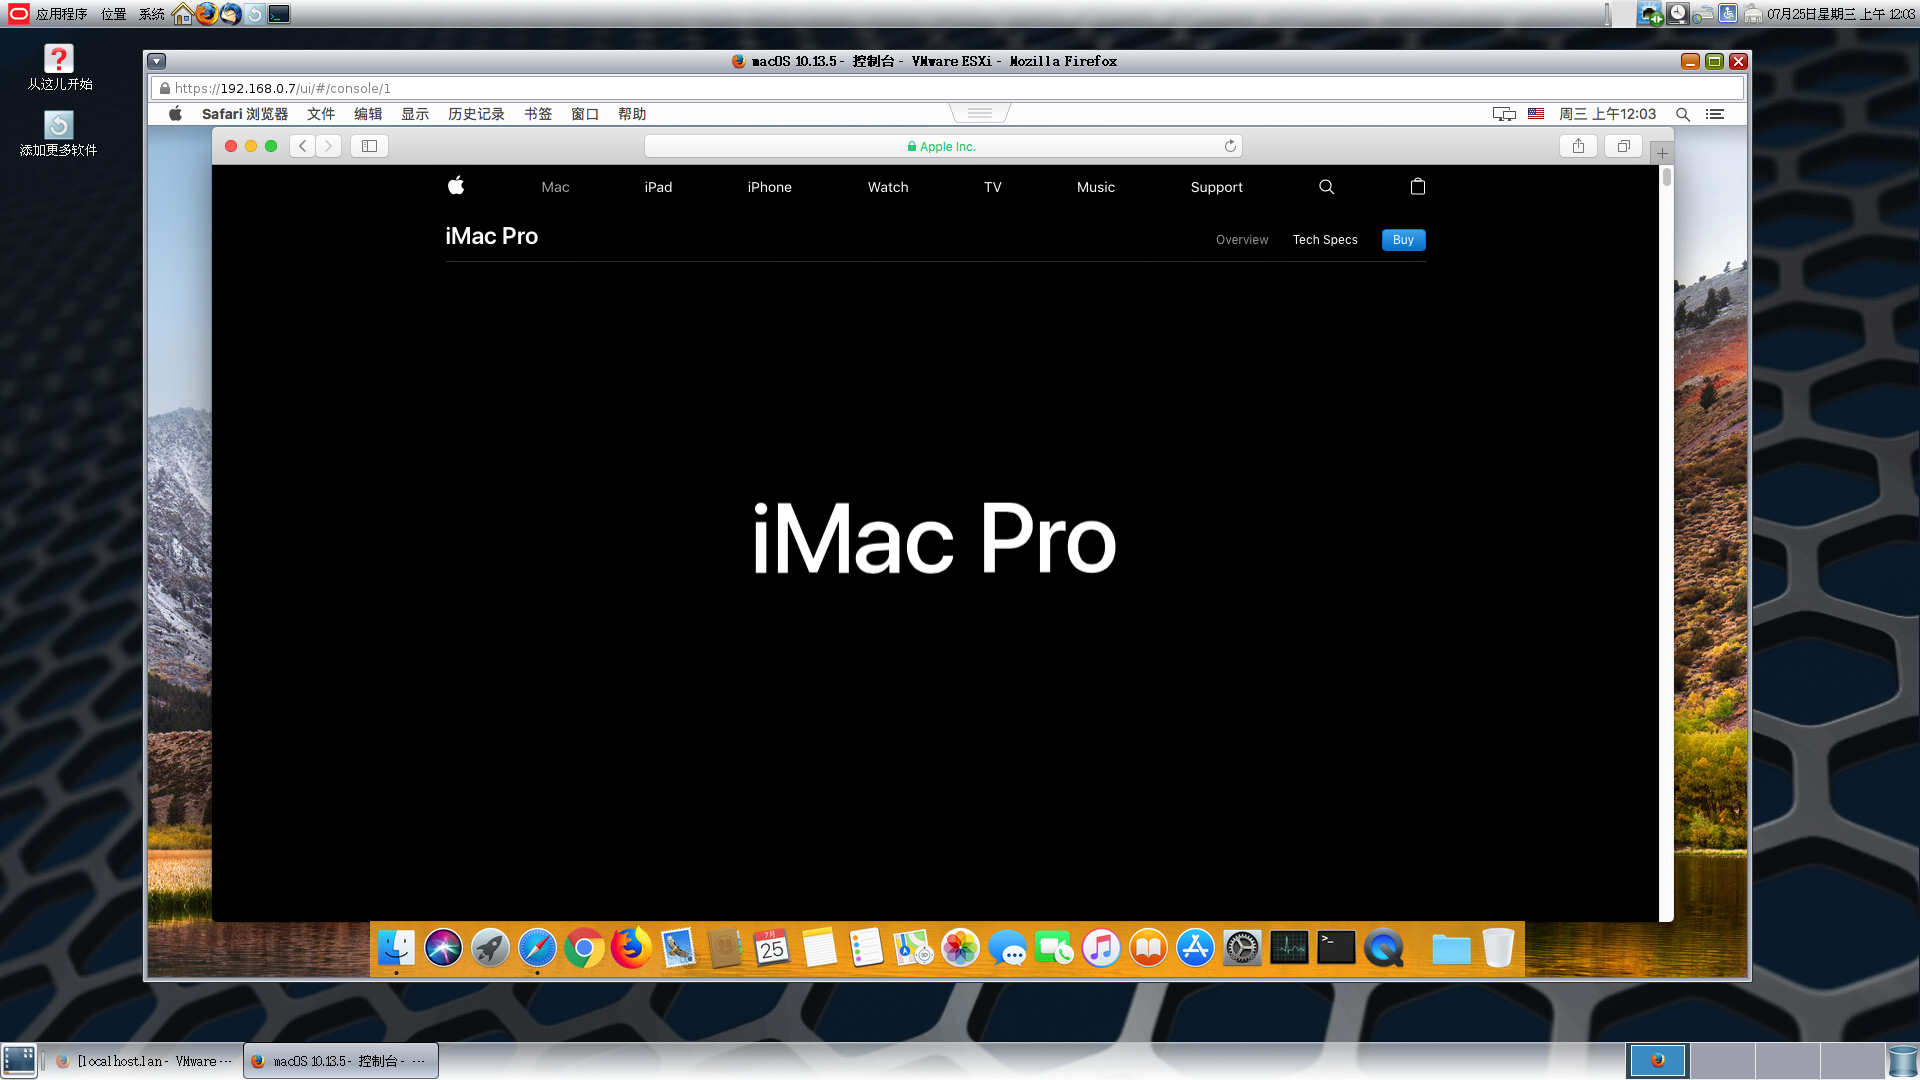 应用程序 位置 系统
07月25日星期三 上午 12:03
从这儿开始
添加更多软件
macOS 10.13.5 - 控制台 - VMware ESXi - Mozilla Firefox
https://192.168.0.7/ui/#/console/1
Safari 浏览器 文件 编辑 显示 历史记录 书签 窗口 帮助
周三 上午12:03
Apple Inc.
Mac iPad iPhone Watch TV Music Support
iMac Pro
Overview Tech Specs Buy
iMac Pro
7月
25
3D
>_
[localhost.lan - VMware ...
macOS 10.13.5 - 控制台 - ...